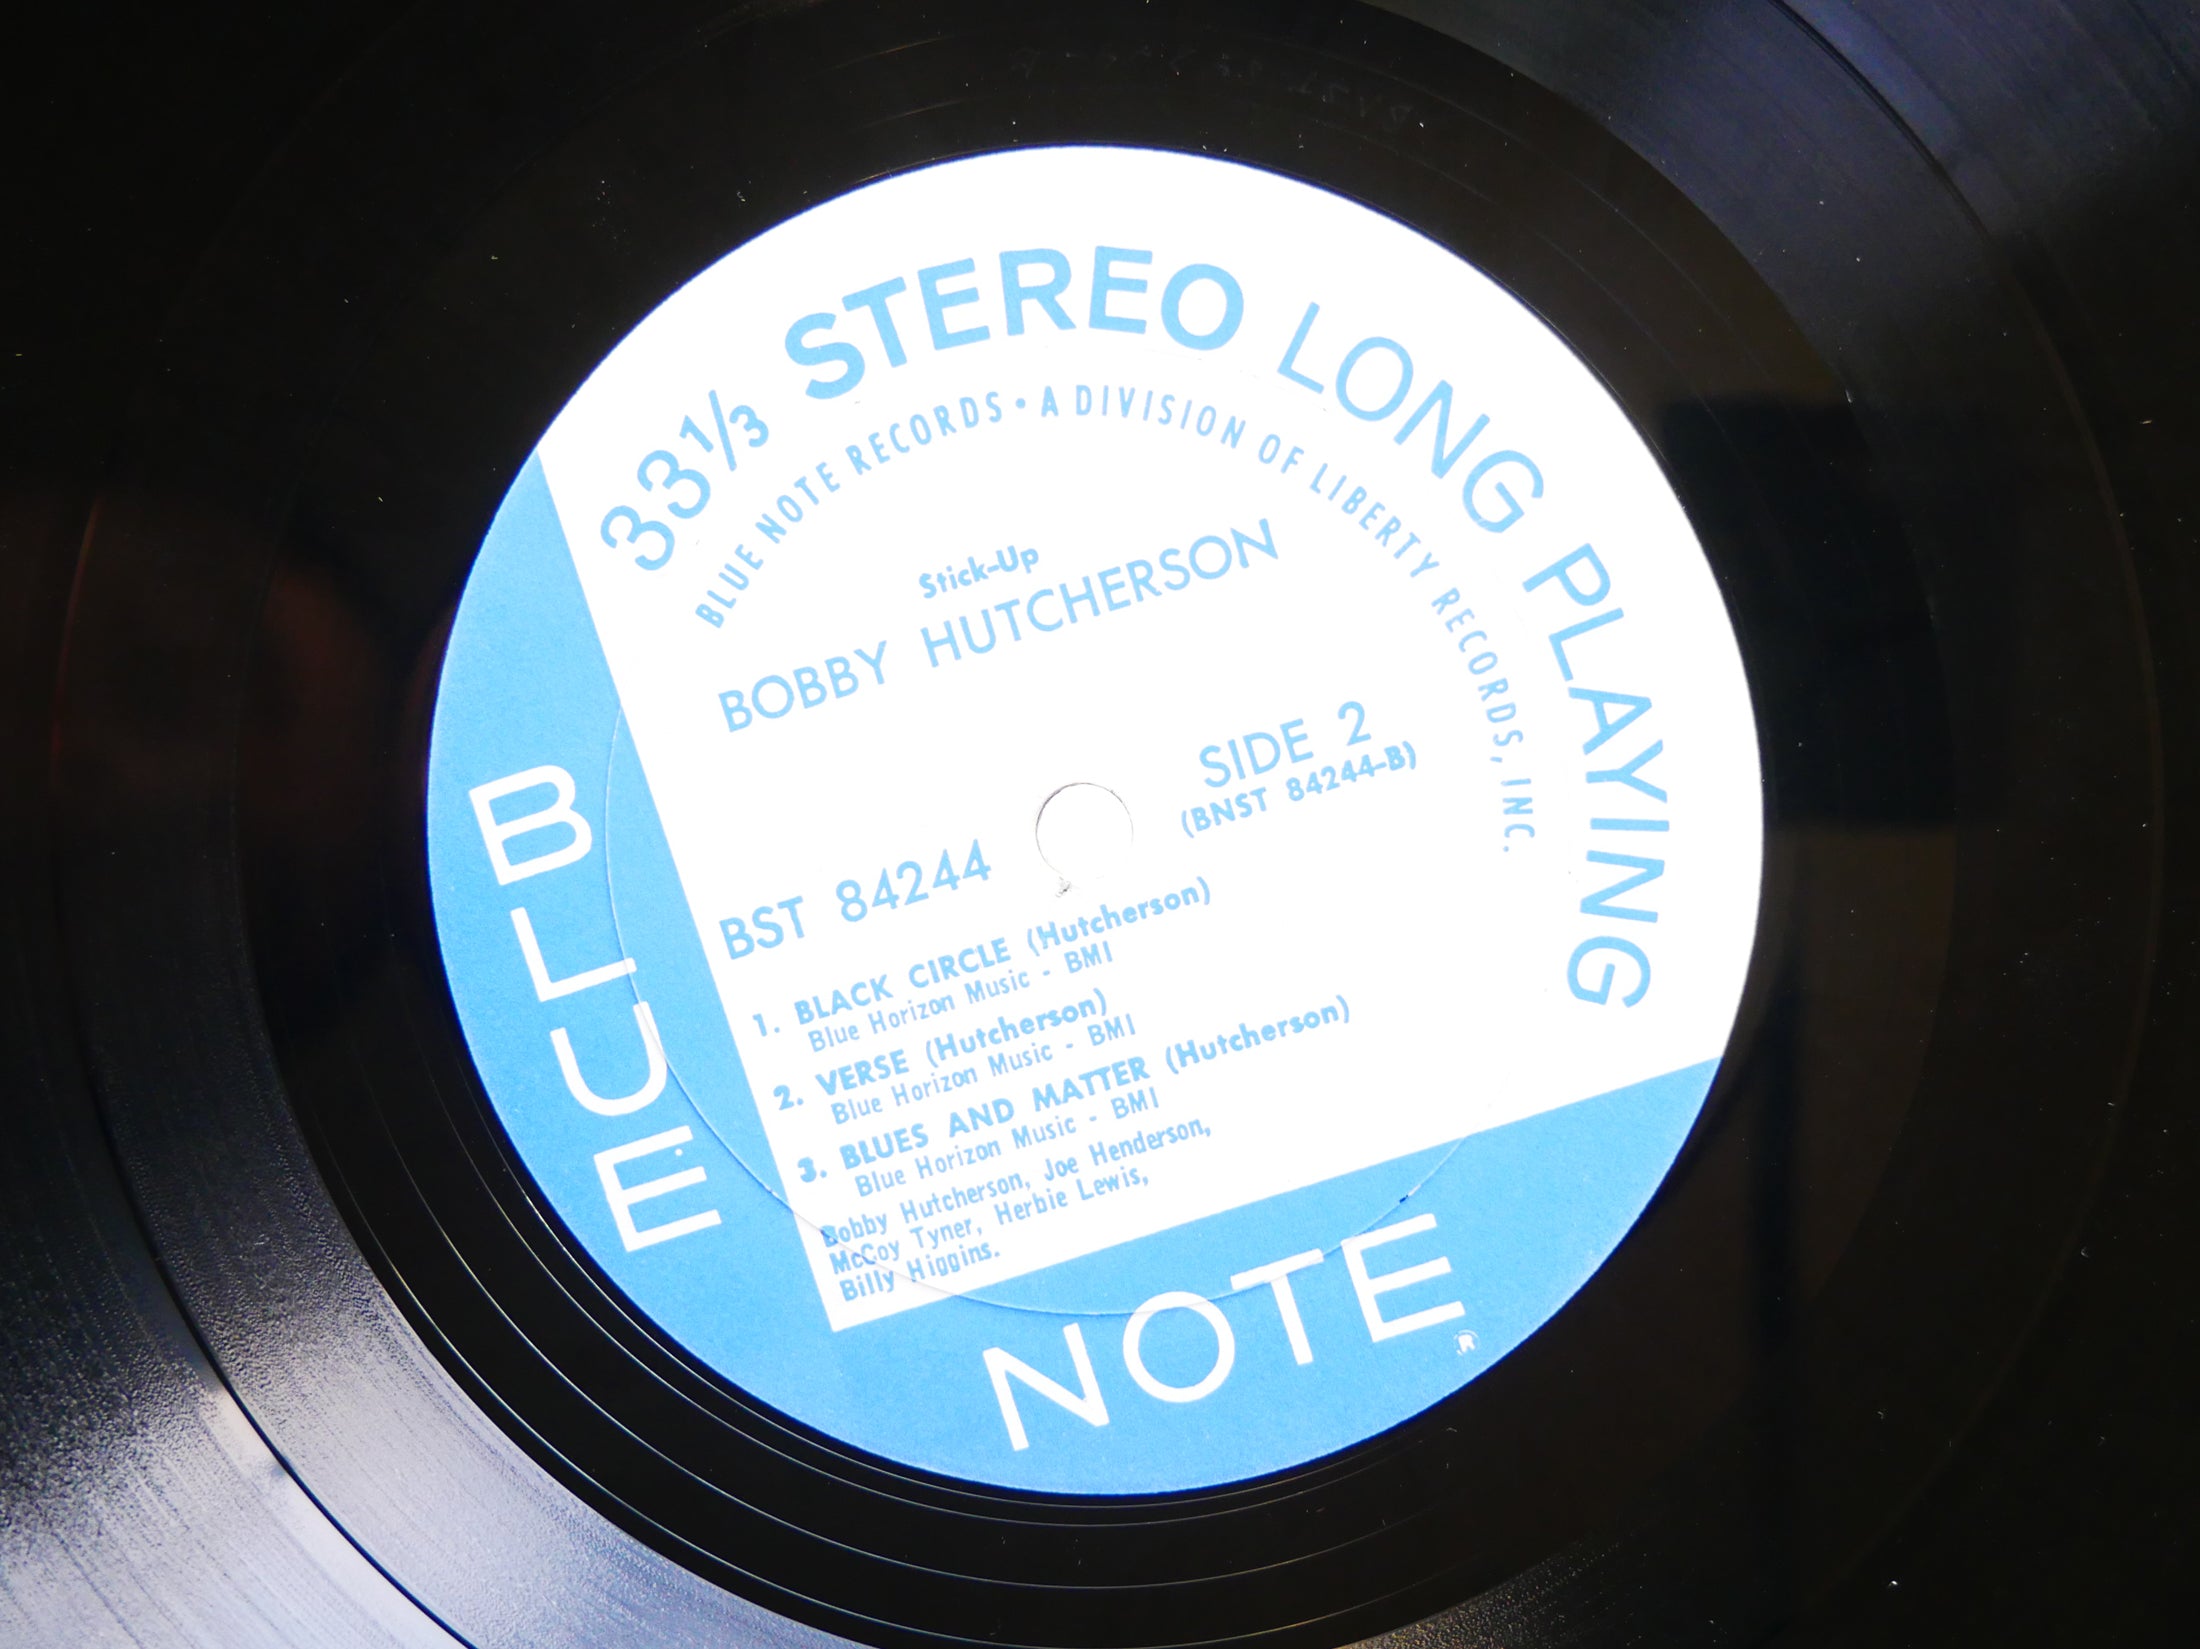 33⅓ STEREO LONG PLAYING
BLUE NOTE RECORDS • A DIVISION OF LIBERTY RECORDS, INC.
Stick-Up
BOBBY HUTCHERSON
SIDE 2
BST 84244
(BNST 84244-B)
1. BLACK CIRCLE (Hutcherson)
Blue Horizon Music - BMI
2. VERSE (Hutcherson)
Blue Horizon Music - BMI
3. BLUES AND MATTER (Hutcherson)
Blue Horizon Music - BMI
Bobby Hutcherson, Joe Henderson,
McCoy Tyner, Herbie Lewis,
Billy Higgins.
BLUE
NOTE
®